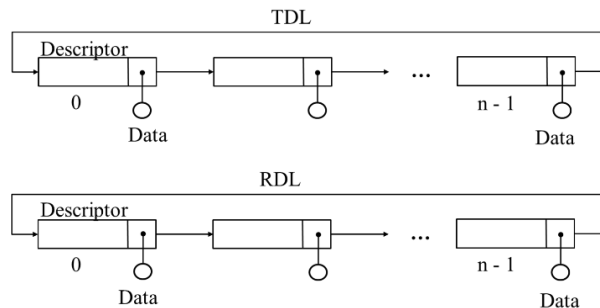 TDL
Descriptor
...
0
n - 1
Data
Data
RDL
Descriptor
...
0
n - 1
Data
Data